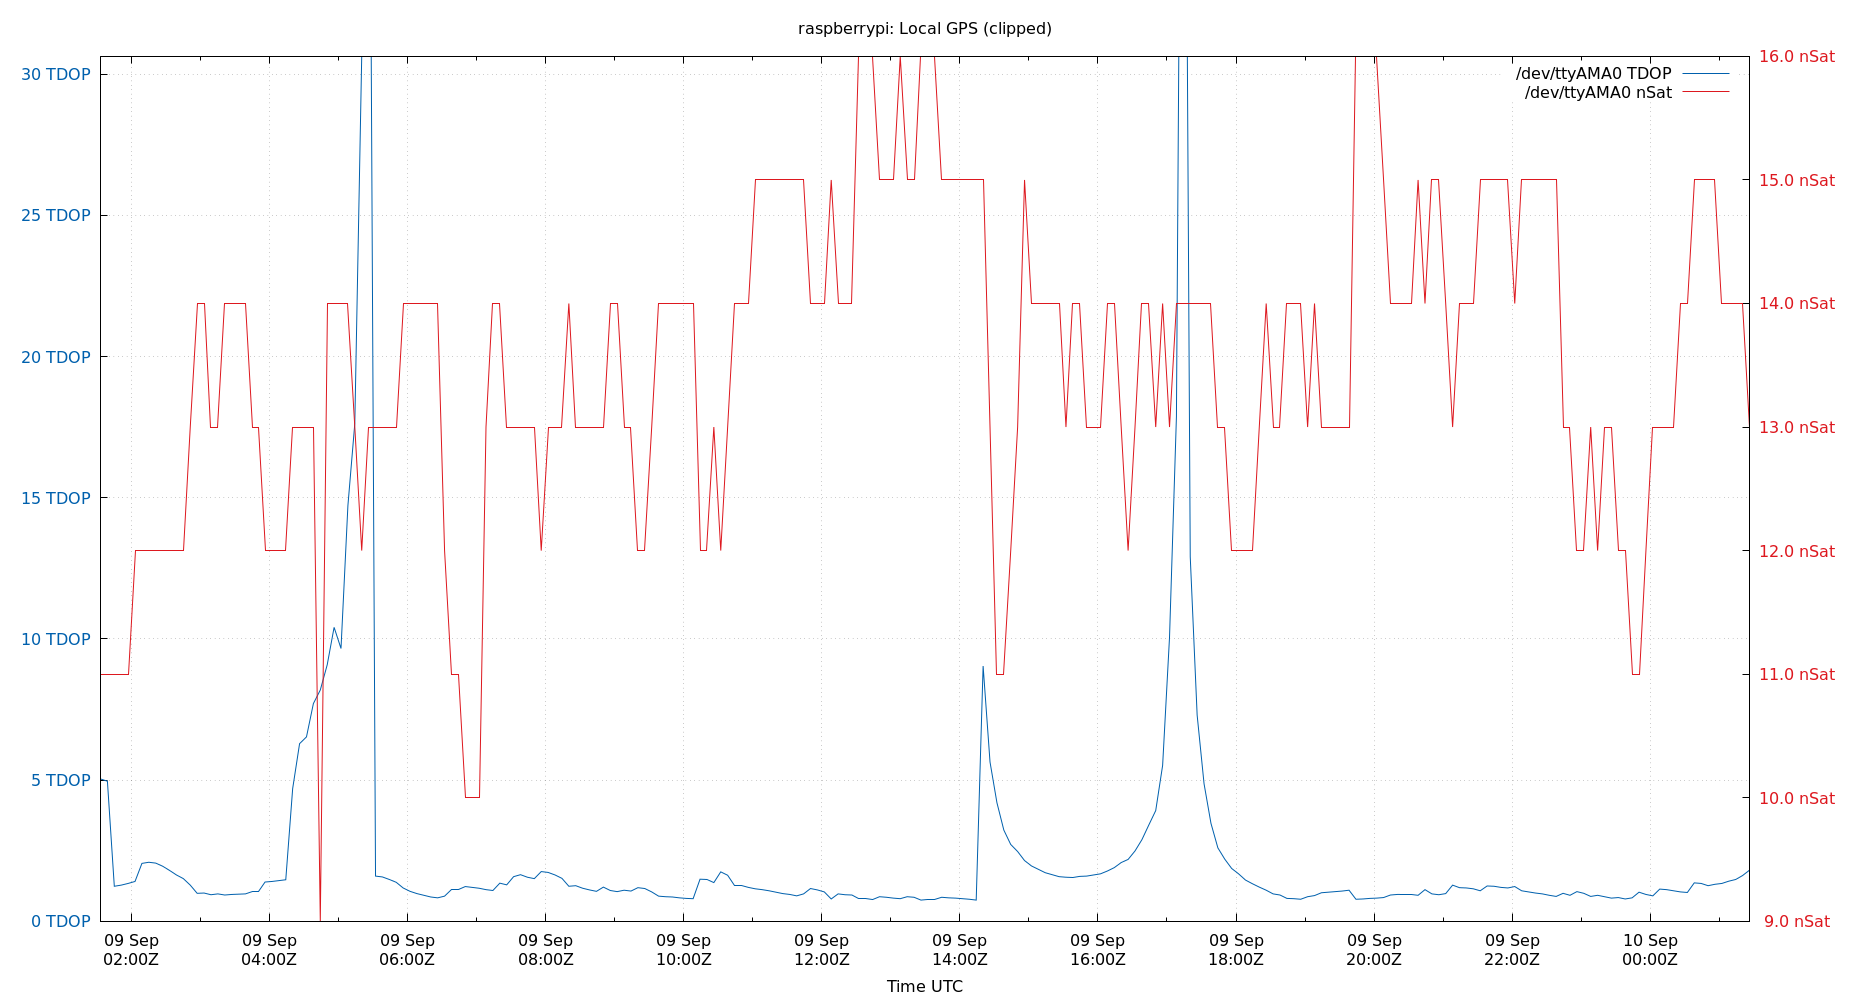 raspberrypi: Local GPS (clipped)
30 TDOP
25 TDOP
20 TDOP
15 TDOP
10 TDOP
5 TDOP
0 TDOP
/dev/ttyAMA0 TDOP
/dev/ttyAMA0 nSat
16.0 nSat
15.0 nSat
14.0 nSat
13.0 nSat
12.0 nSat
11.0 nSat
10.0 nSat
9.0 nSat
09 Sep 09 Sep 09 Sep 09 Sep 09 Sep 09 Sep 09 Sep 09 Sep 09 Sep 09 Sep 09 Sep 10 Sep
02:00Z 04:00Z 06:00Z 08:00Z 10:00Z 12:00Z 14:00Z 16:00Z 18:00Z 20:00Z 22:00Z 00:00Z
Time UTC